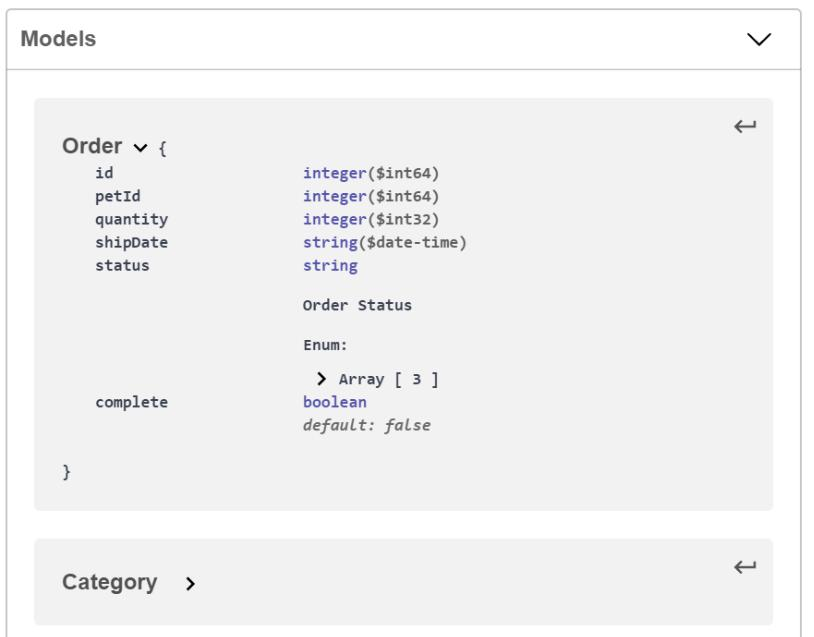 Models
Order {
id integer($int64)
petId integer($int64)
quantity integer($int32)
shipDate string($date-time)
status string
Order Status
Enum:
Array [ 3 ]
complete boolean
default: false
}
Category